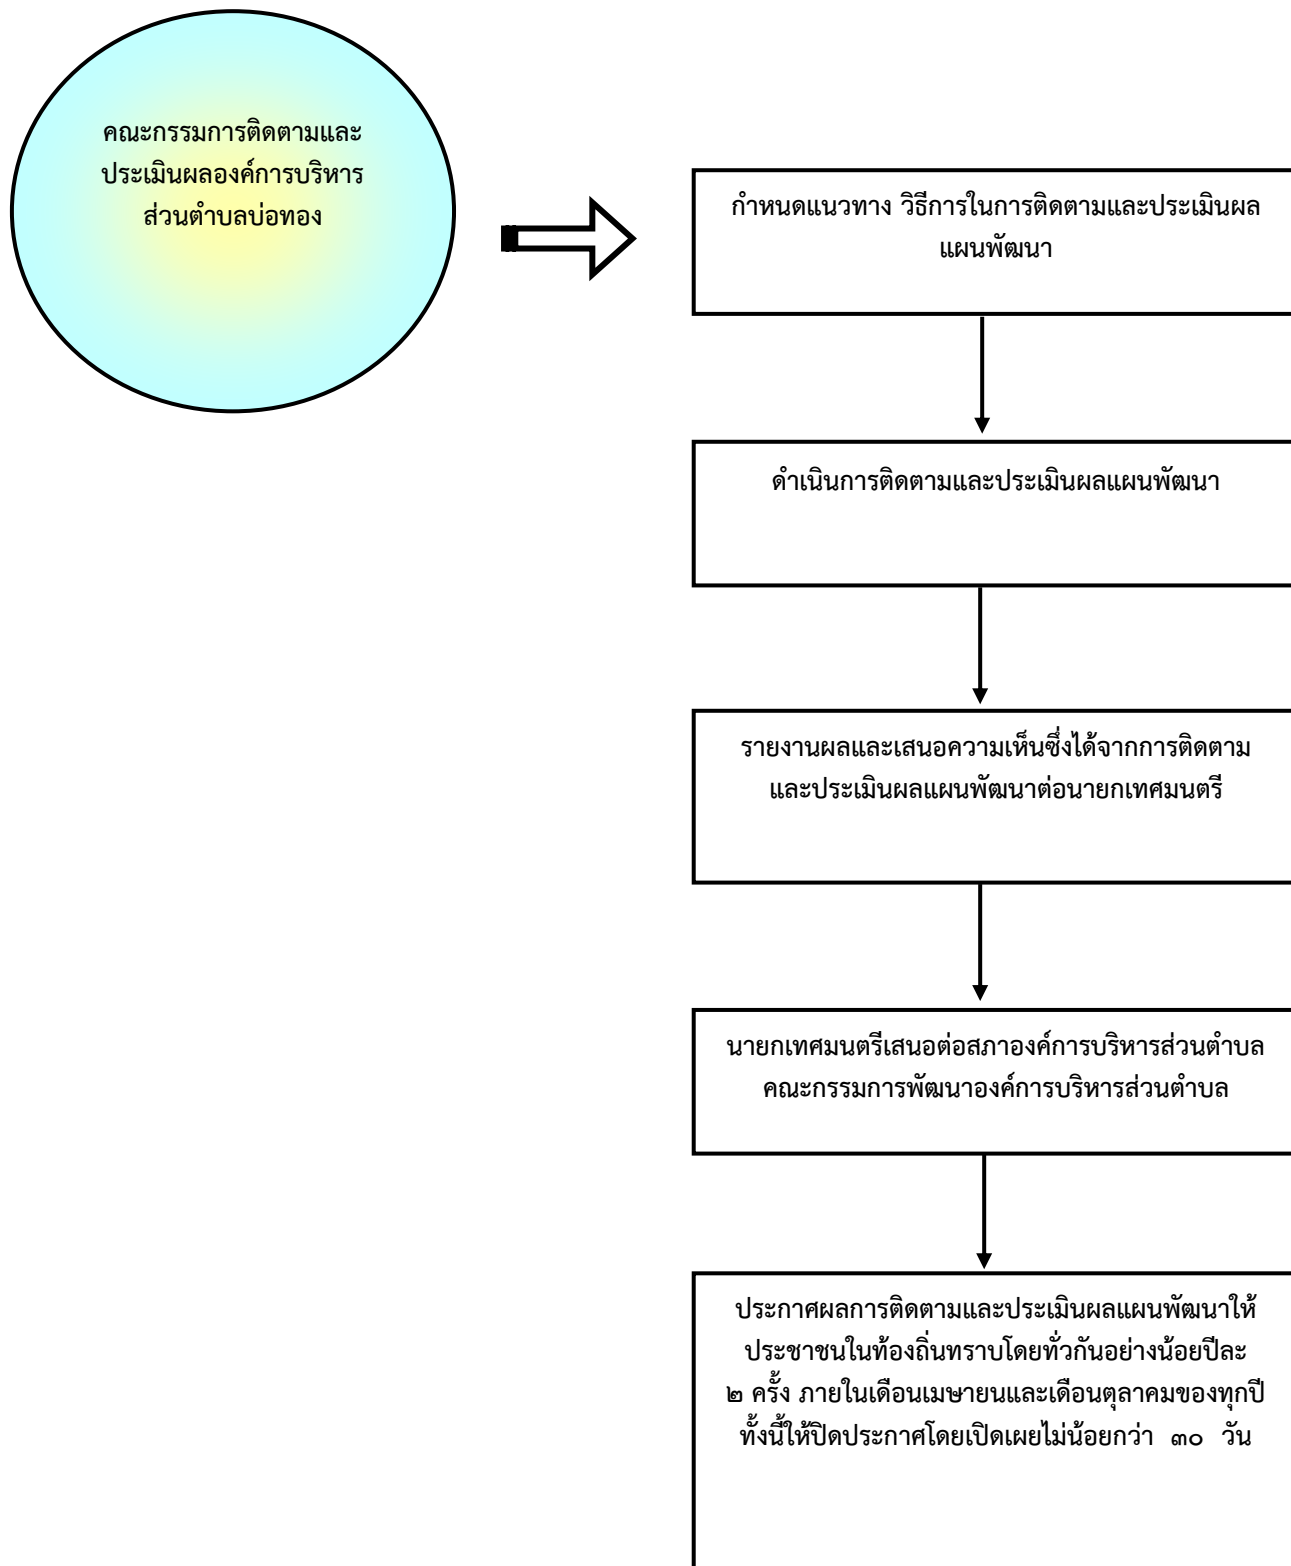 คณะกรรมการติดตามและ
ประเมินผลองค์การบริหาร
ส่วนตำบลบ่อทอง
กำหนดแนวทาง วิธีการในการติดตามและประเมินผล
แผนพัฒนา
ดำเนินการติดตามและประเมินผลแผนพัฒนา
รายงานผลและเสนอความเห็นซึ่งได้จากการติดตาม
และประเมินผลแผนพัฒนาต่อนายกเทศมนตรี
นายกเทศมนตรีเสนอต่อสภาองค์การบริหารส่วนตำบล
คณะกรรมการพัฒนาองค์การบริหารส่วนตำบล
ประกาศผลการติดตามและประเมินผลแผนพัฒนาให้
ประชาชนในท้องถิ่นทราบโดยทั่วกันอย่างน้อยปีละ
๒ ครั้ง ภายในเดือนเมษายนและเดือนตุลาคมของทุกปี
ทั้งนี้ให้ปิดประกาศโดยเปิดเผยไม่น้อยกว่า ๓๐ วัน